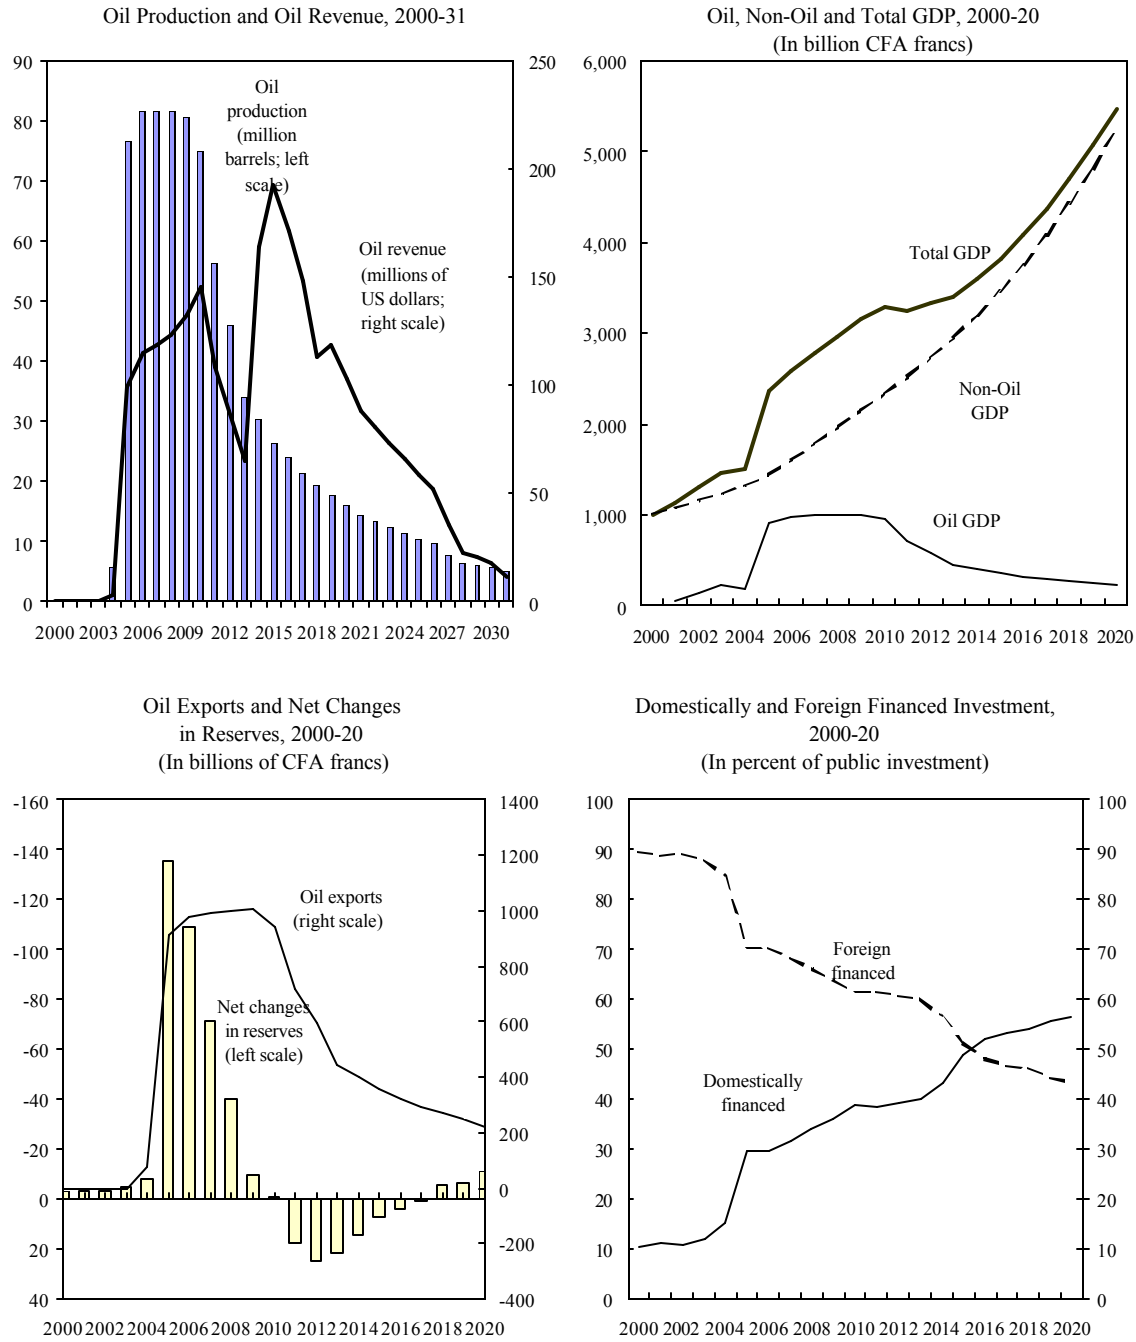 Oil Production and Oil Revenue, 2000-31
90
80
70
60
50
40
30
20
10
0
250
200
150
100
50
0
Oil
production
(million
barrels; left
scale)
Oil revenue
(millions of
US dollars;
right scale)
2000 2003 2006 2009 2012 2015 2018 2021 2024 2027 2030
Oil, Non-Oil and Total GDP, 2000-20
(In billion CFA francs)
6,000
5,000
4,000
3,000
2,000
1,000
0
Total GDP
Non-Oil
GDP
Oil GDP
2000 2002 2004 2006 2008 2010 2012 2014 2016 2018 2020
Oil Exports and Net Changes
in Reserves, 2000-20
(In billions of CFA francs)
-160
-140
-120
-100
-80
-60
-40
-20
0
20
40
1400
1200
1000
800
600
400
200
0
-200
-400
Oil exports
(right scale)
Net changes
in reserves
(left scale)
2000 2002 2004 2006 2008 2010 2012 2014 2016 2018 2020
Domestically and Foreign Financed Investment,
2000-20
(In percent of public investment)
100
90
80
70
60
50
40
30
20
10
0
100
90
80
70
60
50
40
30
20
10
0
Foreign
financed
Domestically
financed
2000 2002 2004 2006 2008 2010 2012 2014 2016 2018 2020